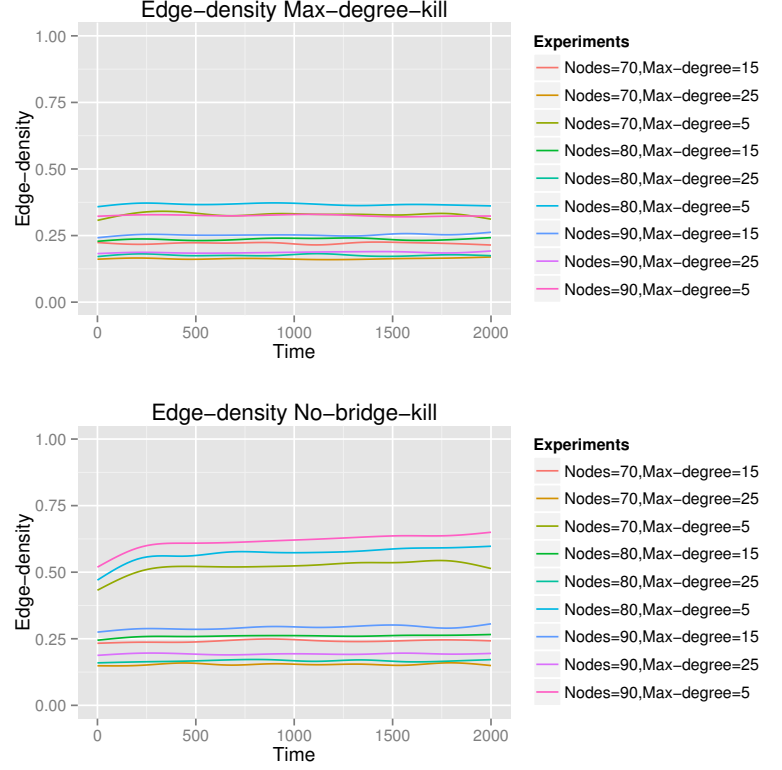 Edge−density Max−degree−kill
1.00
0.75
0.50
0.25
0.00
Edge−density
0
500
1000
1500
2000
Time
Experiments
Nodes=70,Max−degree=15
Nodes=70,Max−degree=25
Nodes=70,Max−degree=5
Nodes=80,Max−degree=15
Nodes=80,Max−degree=25
Nodes=80,Max−degree=5
Nodes=90,Max−degree=15
Nodes=90,Max−degree=25
Nodes=90,Max−degree=5
Edge−density No−bridge−kill
1.00
0.75
0.50
0.25
0.00
Edge−density
0
500
1000
1500
2000
Time
Experiments
Nodes=70,Max−degree=15
Nodes=70,Max−degree=25
Nodes=70,Max−degree=5
Nodes=80,Max−degree=15
Nodes=80,Max−degree=25
Nodes=80,Max−degree=5
Nodes=90,Max−degree=15
Nodes=90,Max−degree=25
Nodes=90,Max−degree=5